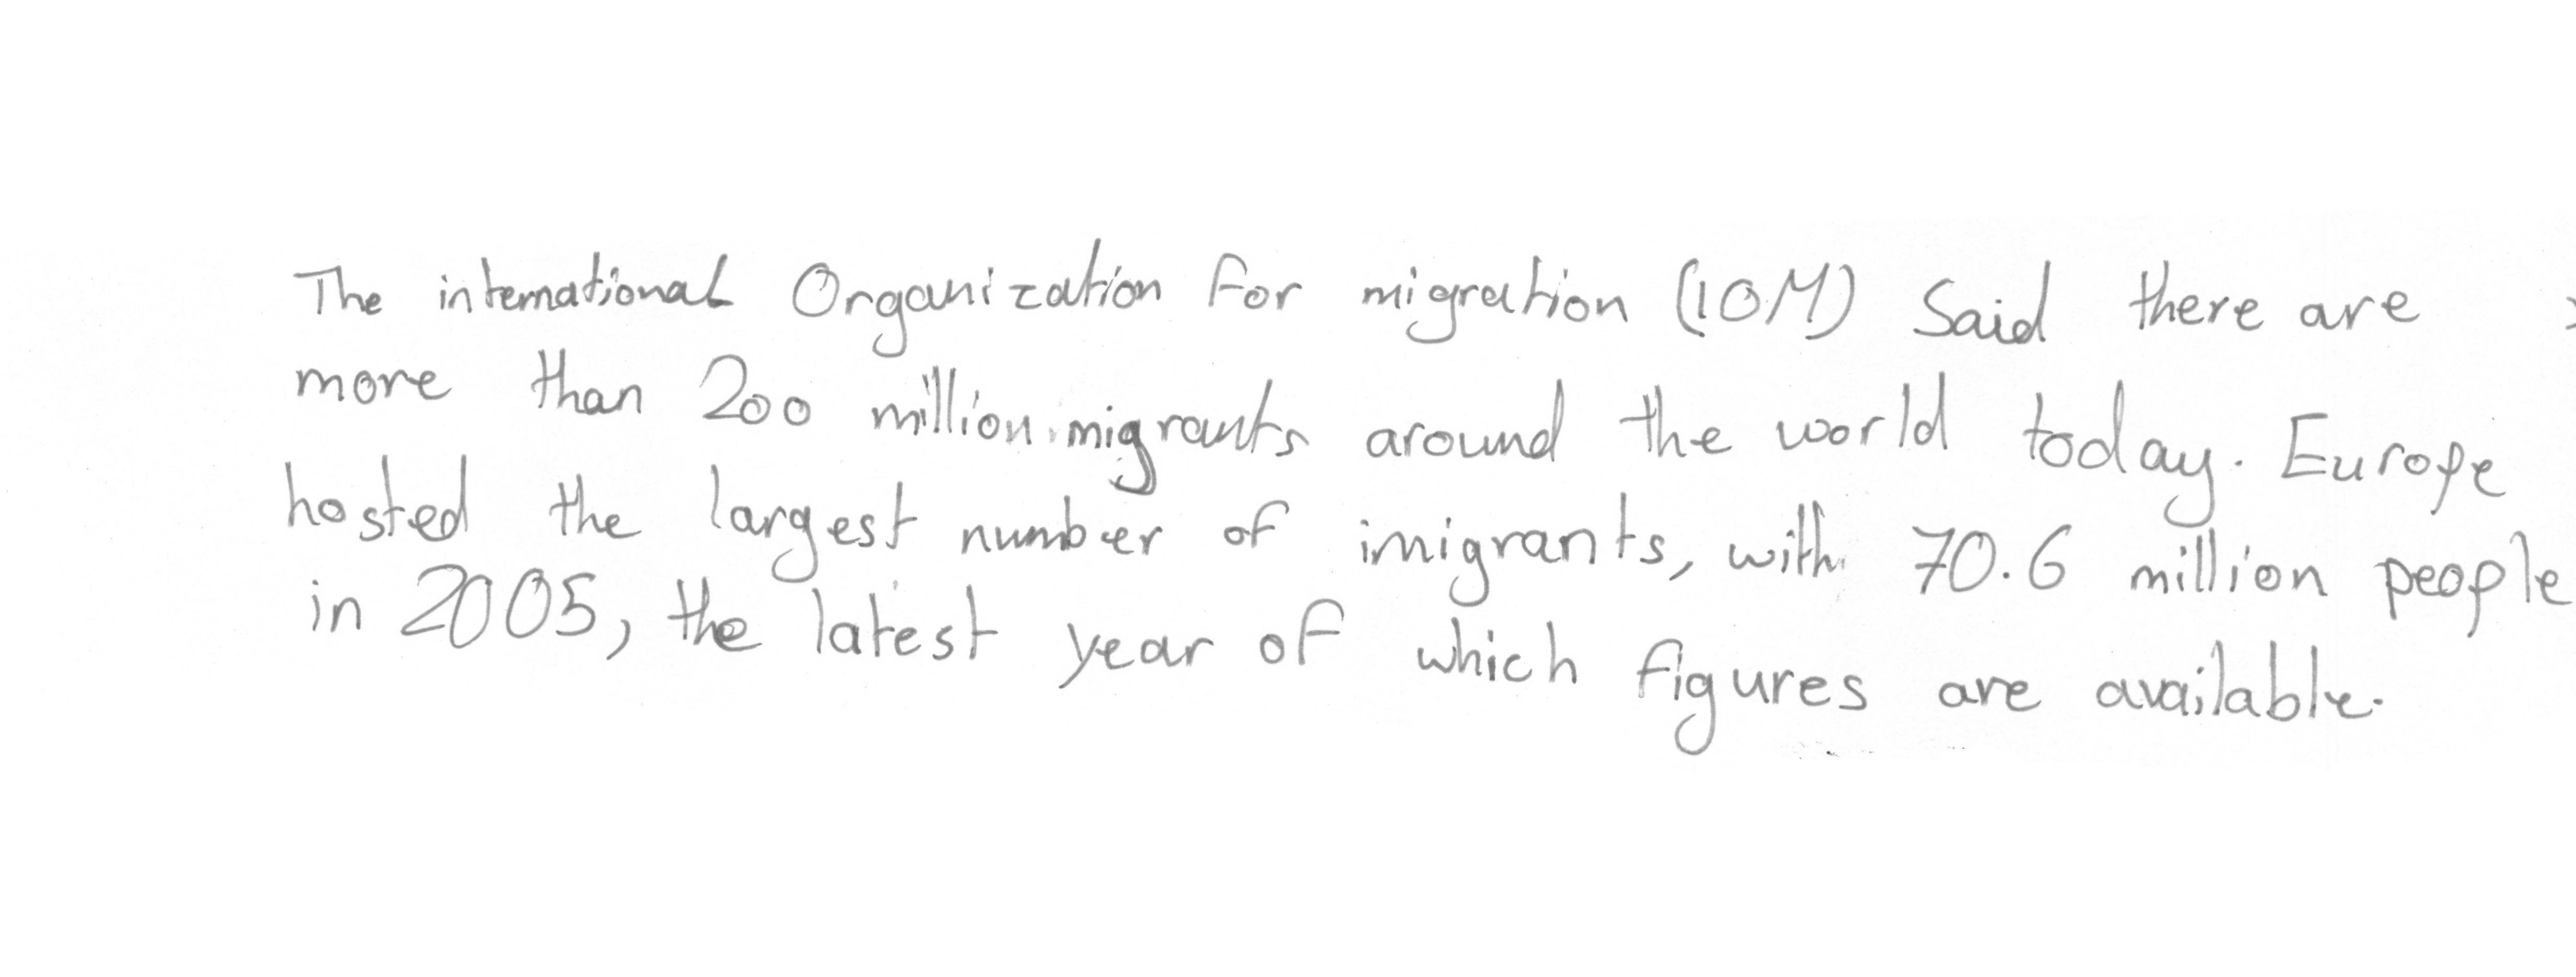 The international Organization for migration (IOM) Said there are
more than 200 million migrants around the world today. Europe
hosted the largest number of imigrants, with 70.6 million people
in 2005, the latest year of which figures are available.